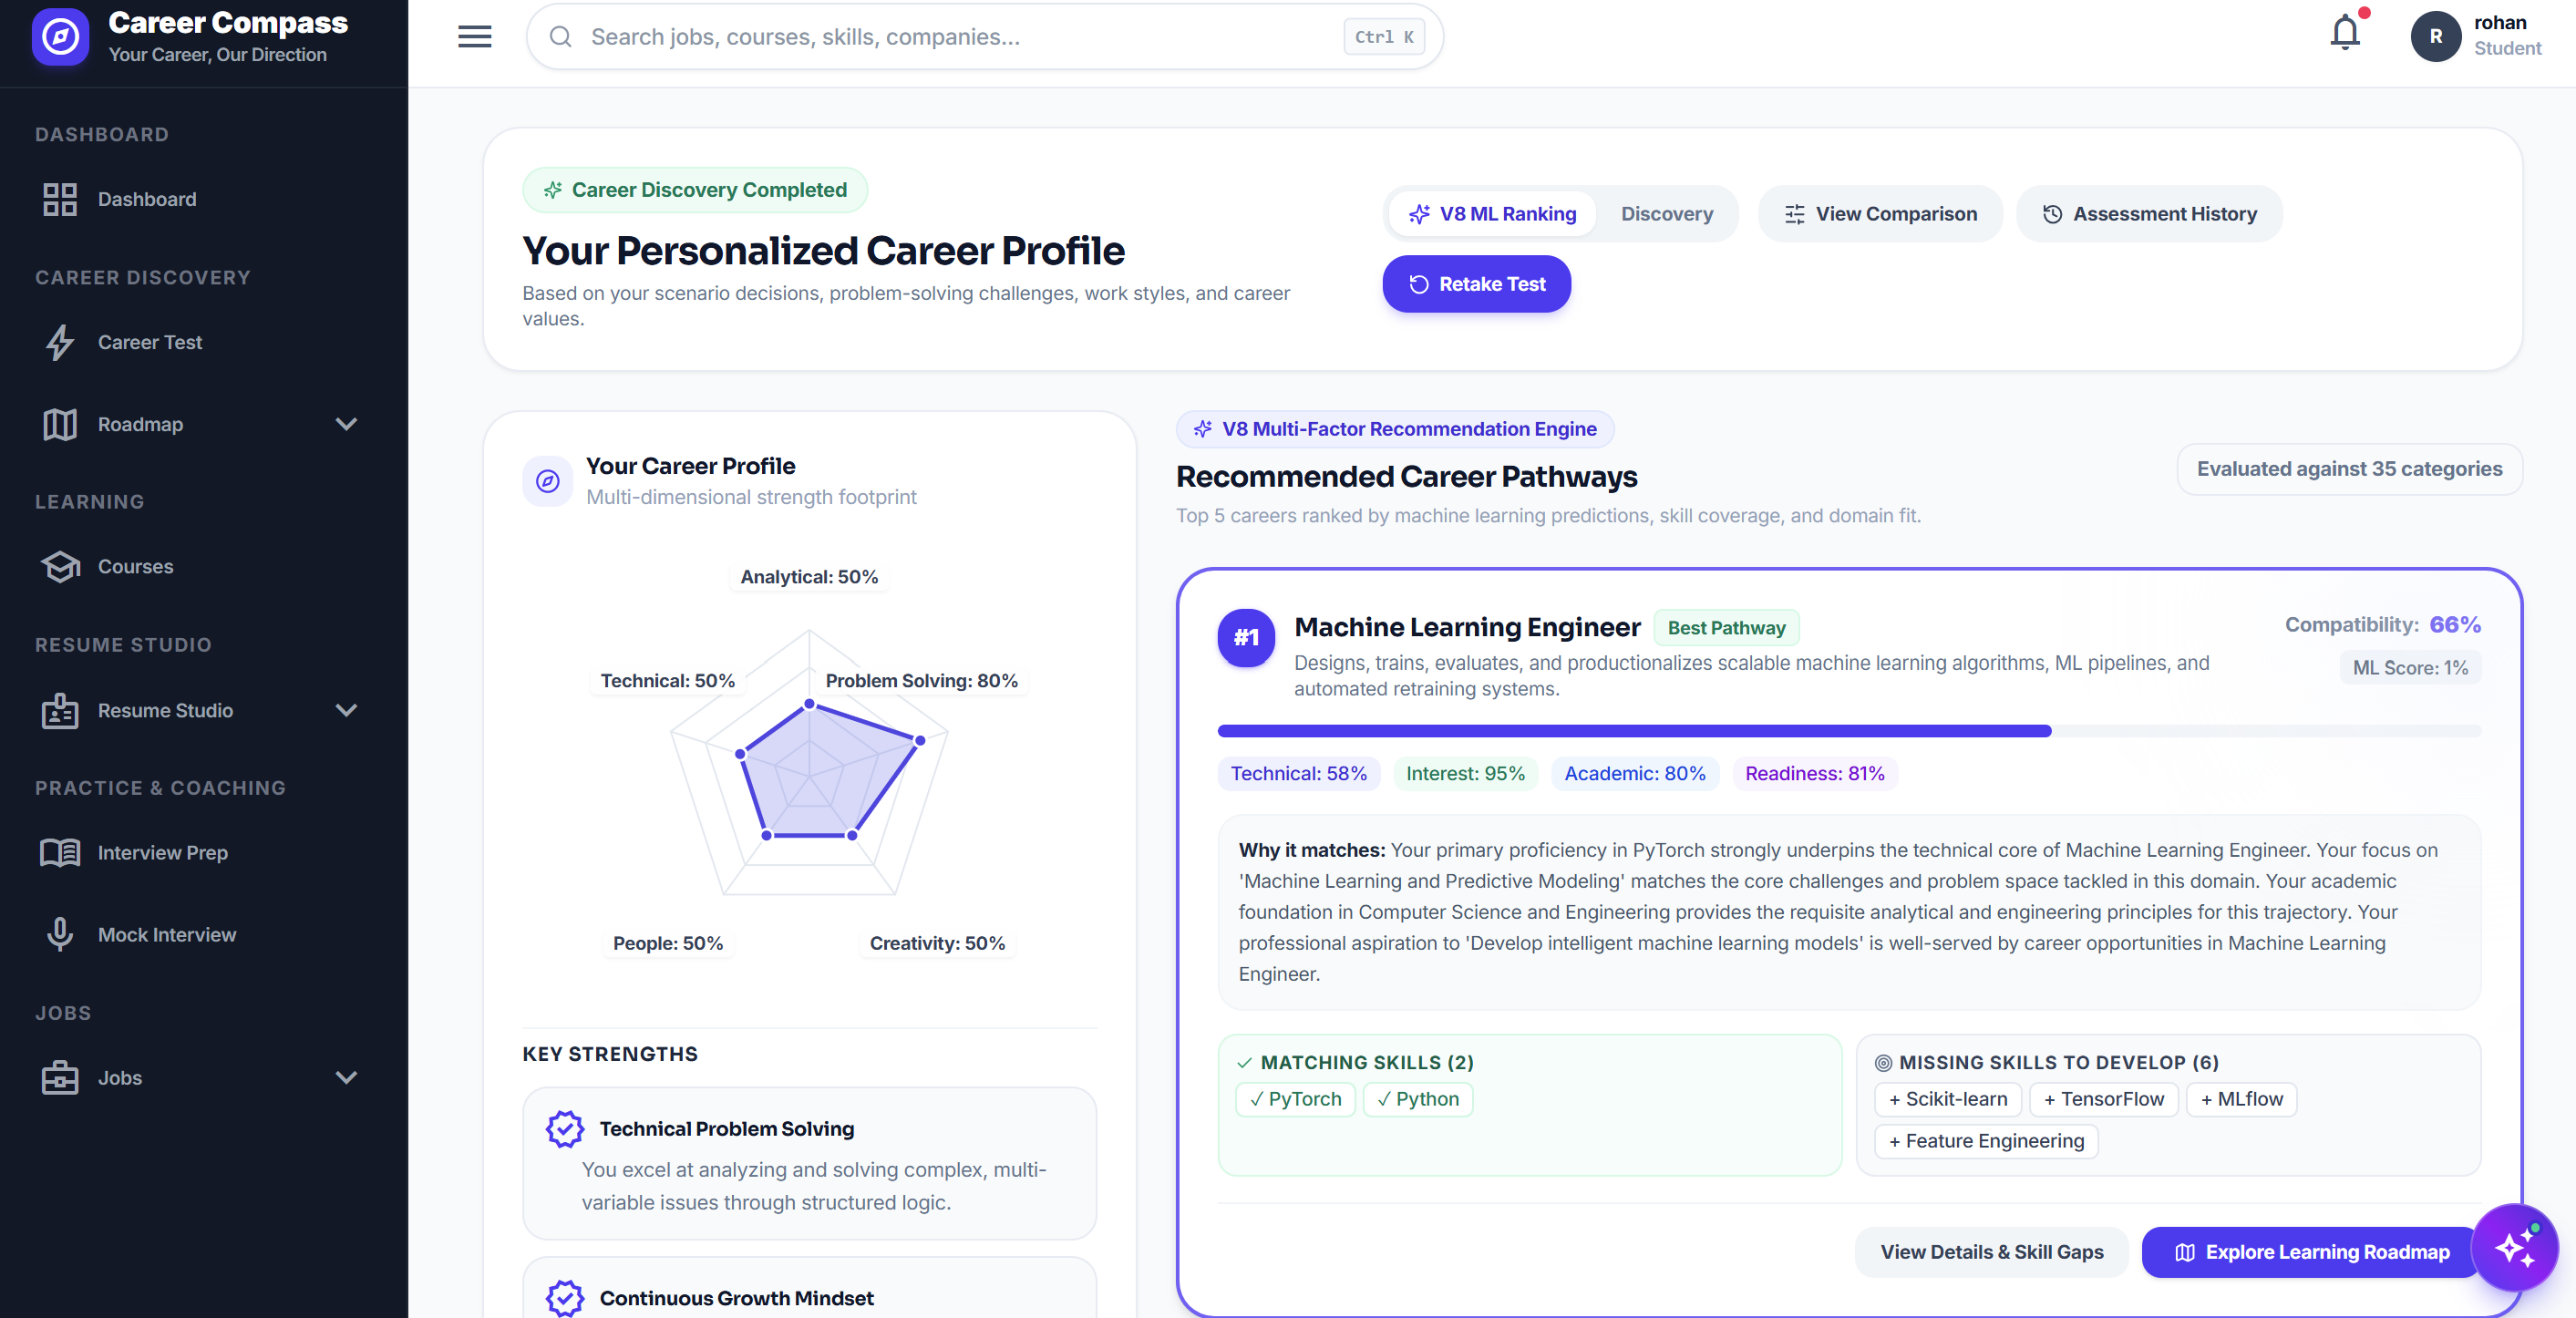 Career Compass
Your Career, Our Direction
DASHBOARD
Dashboard
CAREER DISCOVERY
Career Test
Roadmap
LEARNING
Courses
RESUME STUDIO
Resume Studio
PRACTICE & COACHING
Interview Prep
Mock Interview
JOBS
Jobs
Search jobs, courses, skills, companies...
Ctrl K
R
rohan
Student
Career Discovery Completed
Your Personalized Career Profile
Based on your scenario decisions, problem-solving challenges, work styles, and career
values.
V8 ML Ranking
Discovery
View Comparison
Assessment History
Retake Test
Your Career Profile
Multi-dimensional strength footprint
Analytical: 50%
Technical: 50%
Problem Solving: 80%
People: 50%
Creativity: 50%
KEY STRENGTHS
Technical Problem Solving
You excel at analyzing and solving complex, multi-
variable issues through structured logic.
Continuous Growth Mindset
V8 Multi-Factor Recommendation Engine
Recommended Career Pathways
Top 5 careers ranked by machine learning predictions, skill coverage, and domain fit.
Evaluated against 35 categories
#1
Machine Learning Engineer
Best Pathway
Designs, trains, evaluates, and productionalizes scalable machine learning algorithms, ML pipelines, and
automated retraining systems.
Compatibility: 66%
ML Score: 1%
Technical: 58%
Interest: 95%
Academic: 80%
Readiness: 81%
Why it matches: Your primary proficiency in PyTorch strongly underpins the technical core of Machine Learning Engineer. Your focus on
'Machine Learning and Predictive Modeling' matches the core challenges and problem space tackled in this domain. Your academic
foundation in Computer Science and Engineering provides the requisite analytical and engineering principles for this trajectory. Your
professional aspiration to 'Develop intelligent machine learning models' is well-served by career opportunities in Machine Learning
Engineer.
MATCHING SKILLS (2)
✓ PyTorch
✓ Python
MISSING SKILLS TO DEVELOP (6)
+ Scikit-learn
+ TensorFlow
+ MLflow
+ Feature Engineering
View Details & Skill Gaps
Explore Learning Roadmap